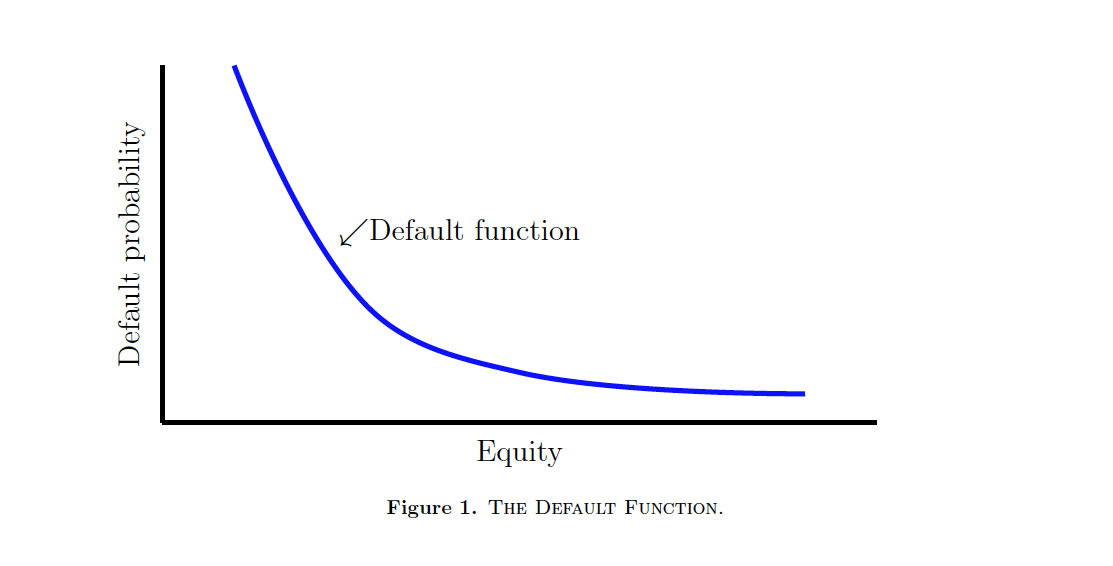 Default probability
Default function
Equity
Figure 1. The Default Function.